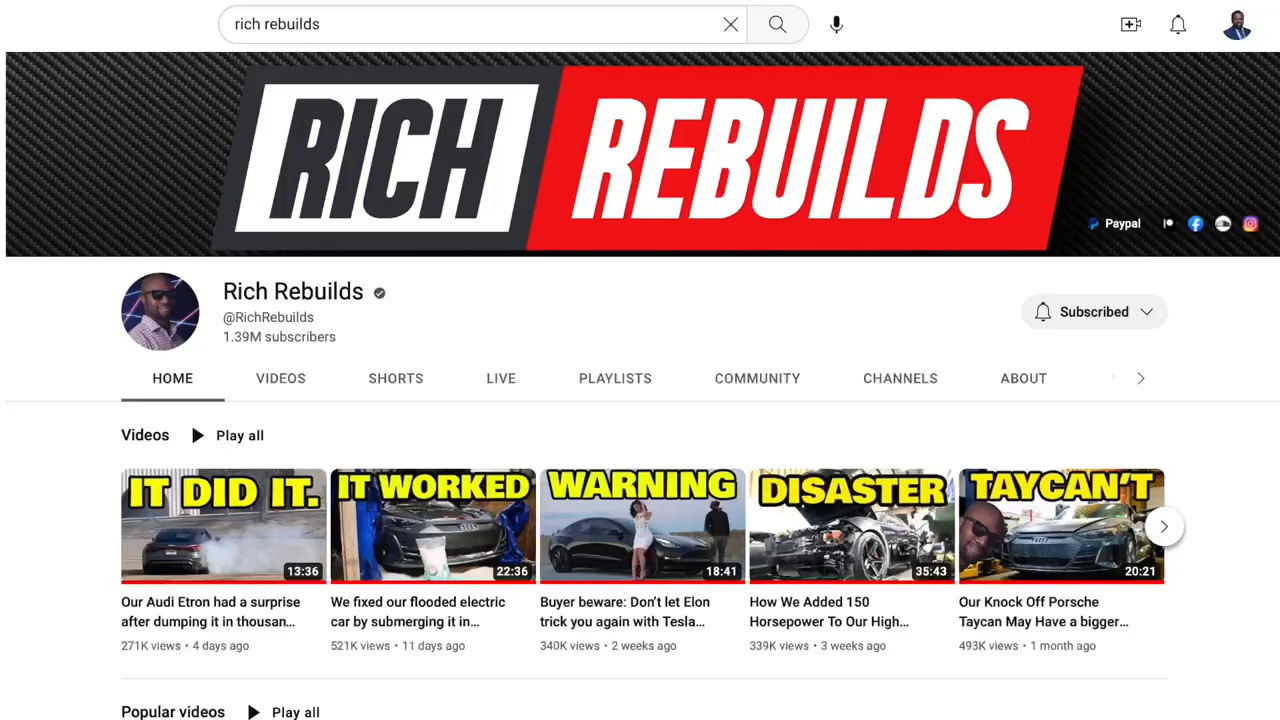 rich rebuilds
RICH REBUILDS
Paypal
Rich Rebuilds
@RichRebuilds
1.39M subscribers
Subscribed
HOME VIDEOS SHORTS LIVE PLAYLISTS COMMUNITY CHANNELS ABOUT
Videos Play all
IT DID IT. IT WORKED WARNING DISASTER TAYCAN'T
13:36 22:36 18:41 35:43 20:21
Our Audi Etron had a surprise
after dumping it in thousan...
271K views • 4 days ago
We fixed our flooded electric
car by submerging it in...
521K views • 11 days ago
Buyer beware: Don’t let Elon
trick you again with Tesla...
340K views • 2 weeks ago
How We Added 150
Horsepower To Our High...
339K views • 3 weeks ago
Our Knock Off Porsche
Taycan May Have a bigger...
493K views • 1 month ago
Popular videos Play all